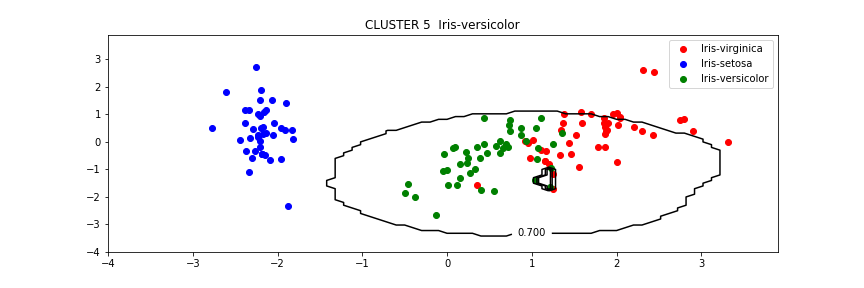 CLUSTER 5  Iris-versicolor
Iris-virginica
Iris-setosa
Iris-versicolor
3
2
1
0
−1
−2
−3
−4
0.700
−4 −3 −2 −1 0 1 2 3